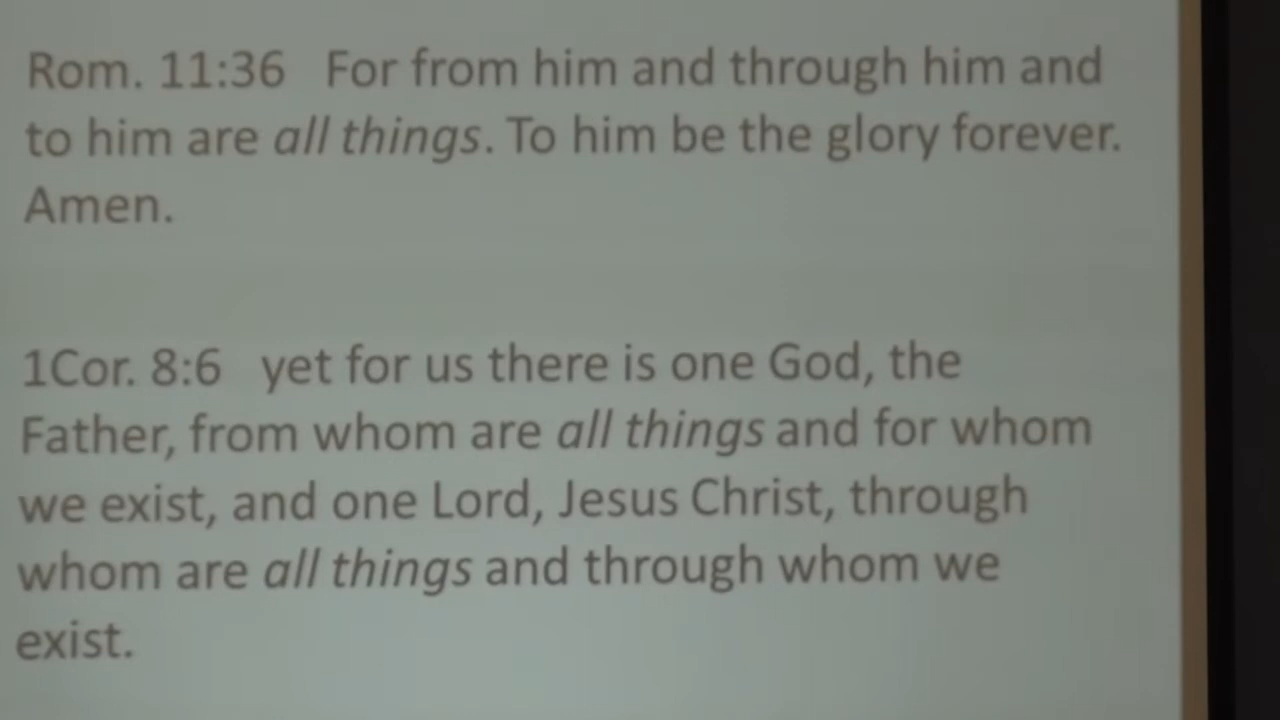 Rom. 11:36 For from him and through him and
to him are all things. To him be the glory forever.
Amen.
1Cor. 8:6 yet for us there is one God, the
Father, from whom are all things and for whom
we exist, and one Lord, Jesus Christ, through
whom are all things and through whom we
exist.